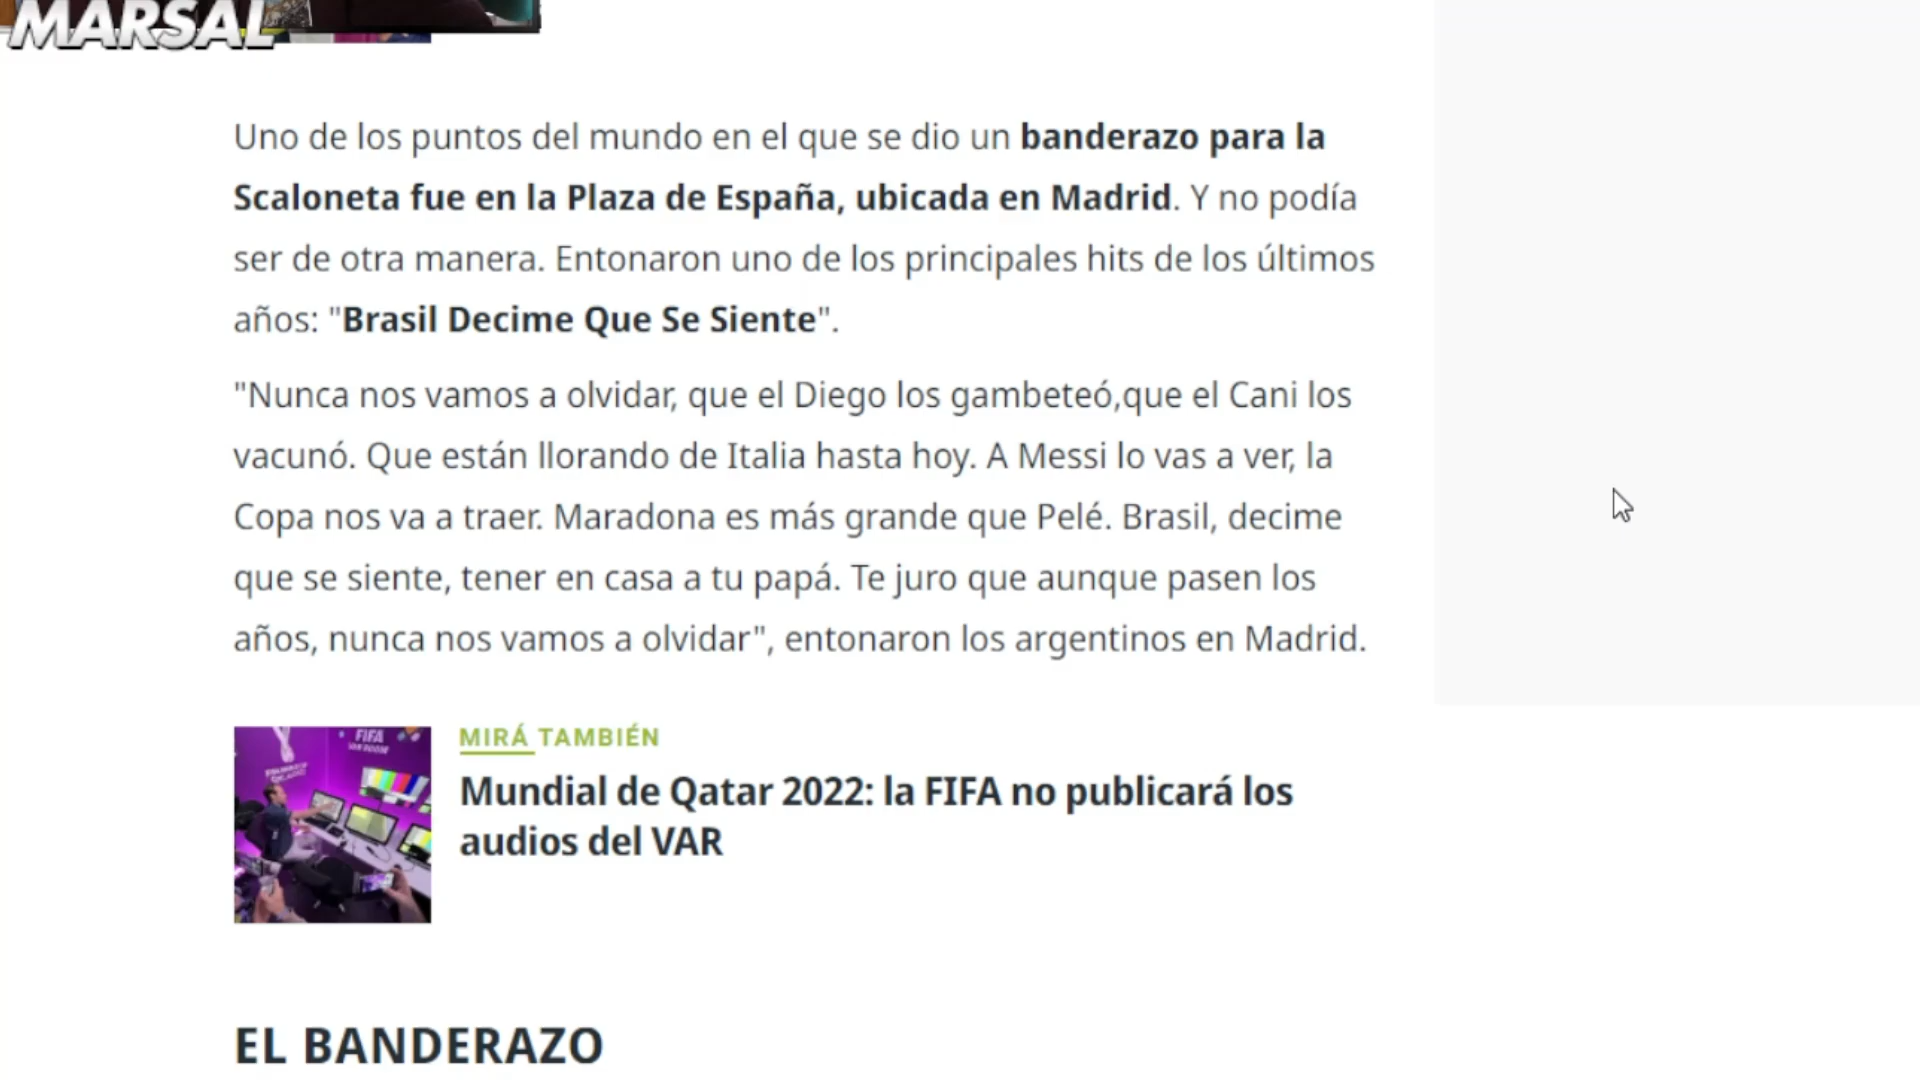 MARSAL
Uno de los puntos del mundo en el que se dio un banderazo para la
Scaloneta fue en la Plaza de España, ubicada en Madrid. Y no podía
ser de otra manera. Entonaron uno de los principales hits de los últimos
años: "Brasil Decime Que Se Siente".
"Nunca nos vamos a olvidar, que el Diego los gambeteó,que el Cani los
vacunó. Que están llorando de Italia hasta hoy. A Messi lo vas a ver, la
Copa nos va a traer. Maradona es más grande que Pelé. Brasil, decime
que se siente, tener en casa a tu papá. Te juro que aunque pasen los
años, nunca nos vamos a olvidar", entonaron los argentinos en Madrid.
FIFA
VAR ROOM
MIRÁ TAMBIÉN
Mundial de Qatar 2022: la FIFA no publicará los
audios del VAR
EL BANDERAZO